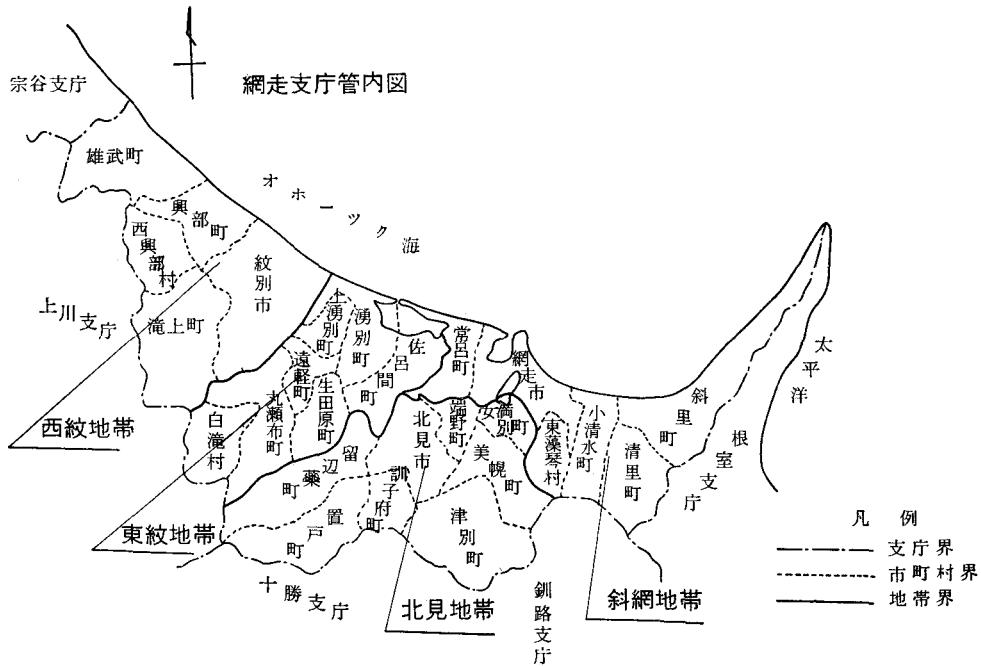 網走支庁管内図
宗谷支庁
雄武町
オホーツク海
興部町
西興部村
紋別市
上川支庁
滝上町
上湧別町
湧別町
佐呂間町
常呂町
網走市
遠軽町
生田原町
丸瀬布町
白滝村
西紋地帯
北見市
端野町
女満別町
東藻琴村
小清水町
斜里町
清里町
根室支庁
太平洋
留辺蘂町
訓子府町
美幌町
置戸町
津別町
東紋地帯
十勝支庁
北見地帯
釧路支庁
斜網地帯
凡例
支庁界
市町村界
地帯界